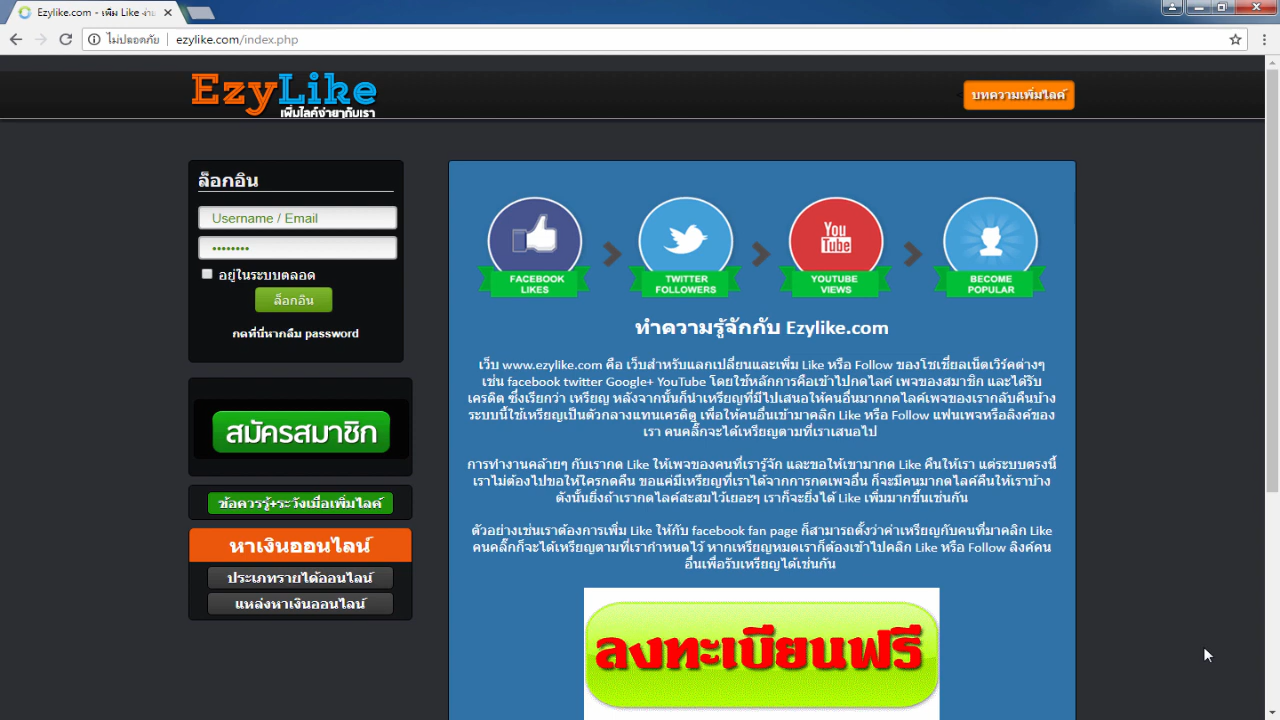 Ezylike.com - เพิ่ม Like ง่าย
ไม่ปลอดภัย
ezylike.com/index.php
EzyLike
เพิ่มไลค์ง่ายๆกับเรา
บทความเพิ่มไลค์
ล็อกอิน
Username / Email
อยู่ในระบบตลอด
ล็อกอิน
กดที่นี่หากลืม password
สมัครสมาชิก
ข้อควรรู้+ระวังเมื่อเพิ่มไลค์
หาเงินออนไลน์
ประเภทรายได้ออนไลน์
แหล่งหาเงินออนไลน์
FACEBOOK
LIKES
TWITTER
FOLLOWERS
You
Tube
YOUTUBE
VIEWS
BECOME
POPULAR
ทำความรู้จักกับ Ezylike.com
เว็บ www.ezylike.com คือ เว็บสำหรับแลกเปลี่ยนและเพิ่ม Like หรือ Follow ของโซเชี่ยลเน็ตเวิร์คต่างๆ
เช่น facebook twitter Google+ YouTube โดยใช้หลักการคือเข้าไปกดไลค์ เพจของสมาชิก และได้รับ
เครดิต ซึ่งเรียกว่า เหรียญ หลังจากนั้นก็นำเหรียญที่มีไปเสนอให้คนอื่นมากกดไลค์เพจของเรากลับคืนบ้าง
ระบบนี้ใช้เหรียญเป็นตัวกลางแทนเครดิต เพื่อให้คนอื่นเข้ามาคลิก Like หรือ Follow แฟนเพจหรือลิงค์ของ
เรา คนคลิ๊กจะได้เหรียญตามที่เราเสนอไป
การทำงานคล้ายๆ กับเรากด Like ให้เพจของคนที่เรารู้จัก และขอให้เขามากด Like คืนให้เรา แต่ระบบตรงนี้
เราไม่ต้องไปขอให้ใครกดคืน ขอแค่มีเหรียญที่เราได้จากการกดเพจอื่น ก็จะมีคนมากดไลค์คืนให้เราบ้าง
ดังนั้นยิ่งถ้าเรากดไลค์สะสมไว้เยอะๆ เราก็จะยิ่งได้ Like เพิ่มมากขึ้นเช่นกัน
ตัวอย่างเช่นเราต้องการเพิ่ม Like ให้กับ facebook fan page ก็สามารถตั้งว่าค่าเหรียญกับคนที่มาคลิก Like
คนคลิ๊กก็จะได้เหรียญตามที่เรากำหนดไว้ หากเหรียญหมดเราก็ต้องเข้าไปคลิก Like หรือ Follow ลิงค์คน
อื่นเพื่อรับเหรียญได้เช่นกัน
ลงทะเบียนฟรี